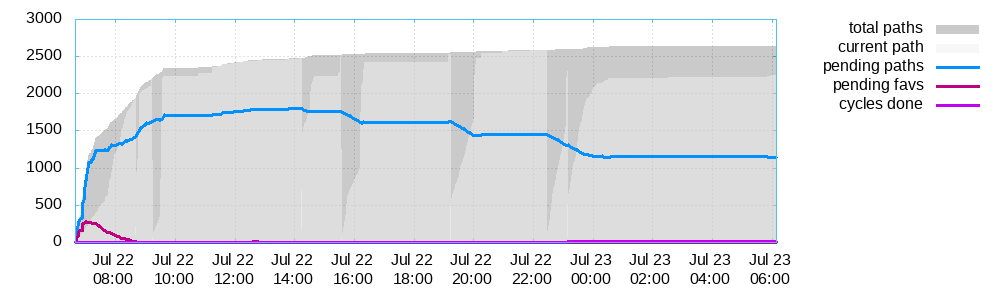 3000
2500
2000
1500
1000
500
0
Jul 22 Jul 22 Jul 22 Jul 22 Jul 22 Jul 22 Jul 22 Jul 22 Jul 23 Jul 23 Jul 23 Jul 23
08:00 10:00 12:00 14:00 16:00 18:00 20:00 22:00 00:00 02:00 04:00 06:00
total paths
current path
pending paths
pending favs
cycles done